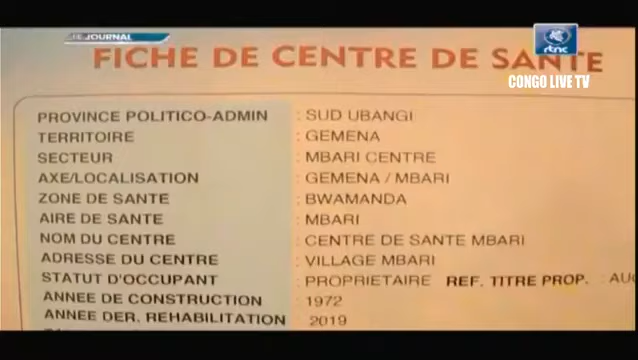 LE JOURNAL
rtnc
FICHE DE CENTRE DE SANTE
CONGO LIVE TV
PROVINCE POLITICO-ADMIN : SUD UBANGI
TERRITOIRE : GEMENA
SECTEUR : MBARI CENTRE
AXE/LOCALISATION : GEMENA / MBARI
ZONE DE SANTE : BWAMANDA
AIRE DE SANTE : MBARI
NOM DU CENTRE : CENTRE DE SANTE MBARI
ADRESSE DU CENTRE : VILLAGE MBARI
STATUT D'OCCUPANT : PROPRIETAIRE REF. TITRE PROP. : AUC
ANNEE DE CONSTRUCTION : 1972
ANNEE DER. REHABILITATION : 2019